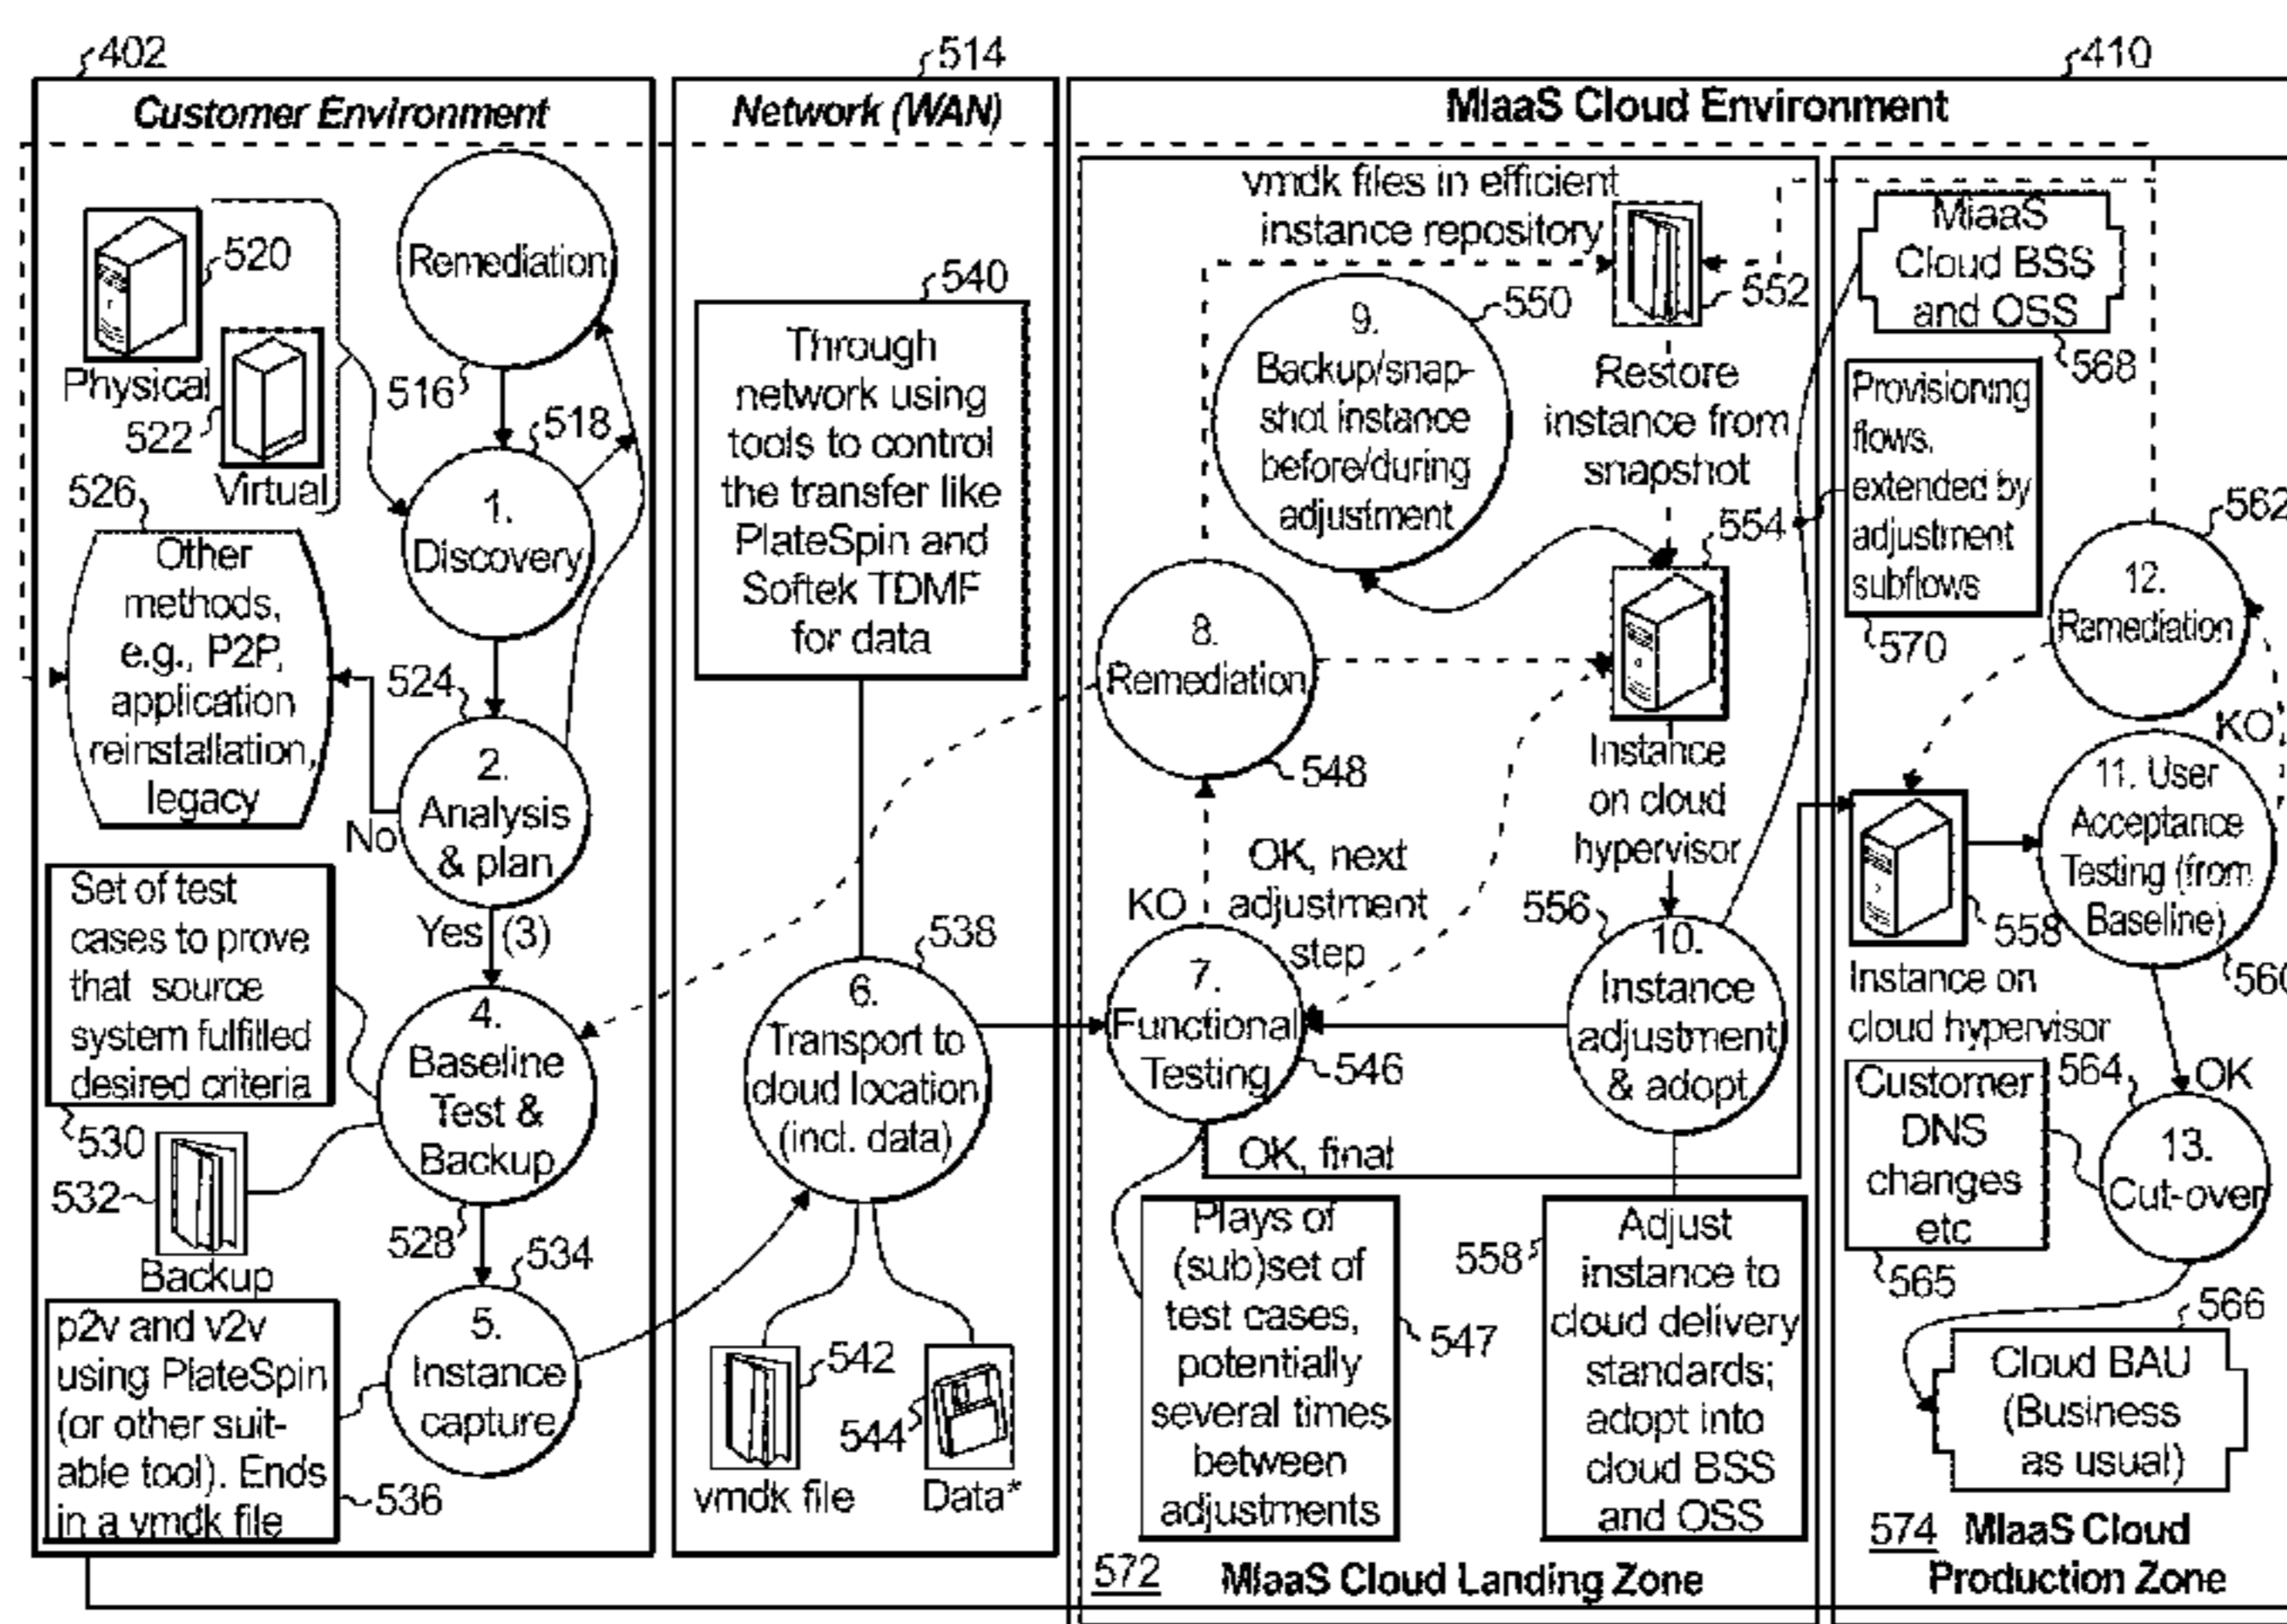 402
514
410
Customer Environment
Network (WAN)
MIaaS Cloud Environment
520
Physical
522
Virtual
Remediation
516
518
1.
Discovery
526
Other
methods,
e.g., P2P,
application
reinstallation,
legacy
524
2.
Analysis
& plan
No
Yes (3)
Set of test
cases to prove
that source
system fulfilled
desired criteria
530
4.
Baseline
Test &
Backup
528
532
Backup
534
5.
Instance
capture
p2v and v2v
using PlateSpin
(or other suit-
able tool). Ends
in a vmdk file
536
540
Through
network using
tools to control
the transfer like
PlateSpin and
Softek TDMF
for data
538
6.
Transport to
cloud location
(incl. data)
542
vmdk file
544
Data*
vmdk files in efficient
instance repository
552
550
9.
Backup/snap-
shot instance
before/during
adjustment
Restore
instance from
snapshot
554
8.
Remediation
548
Instance
on cloud
hypervisor
KO
OK, next
adjustment
step
7.
Functional
Testing
546
556
10.
Instance
adjustment
& adopt
OK, final
Plays of
(sub)set of
test cases,
potentially
several times
between
adjustments
547
558
Adjust
instance to
cloud delivery
standards;
adopt into
cloud BSS
and OSS
572
MIaaS Cloud Landing Zone
MiaaS
Cloud BSS
and OSS
568
Provisioning
flows,
extended by
adjustment
subflows
570
562
12.
Remediation
KO
11. User
Acceptance
Testing (from
Baseline)
560
558
Instance on
cloud hypervisor
Customer
DNS
changes
etc
565
564
OK
13.
Cut-over
566
Cloud BAU
(Business
as usual)
574 MIaaS Cloud
Production Zone